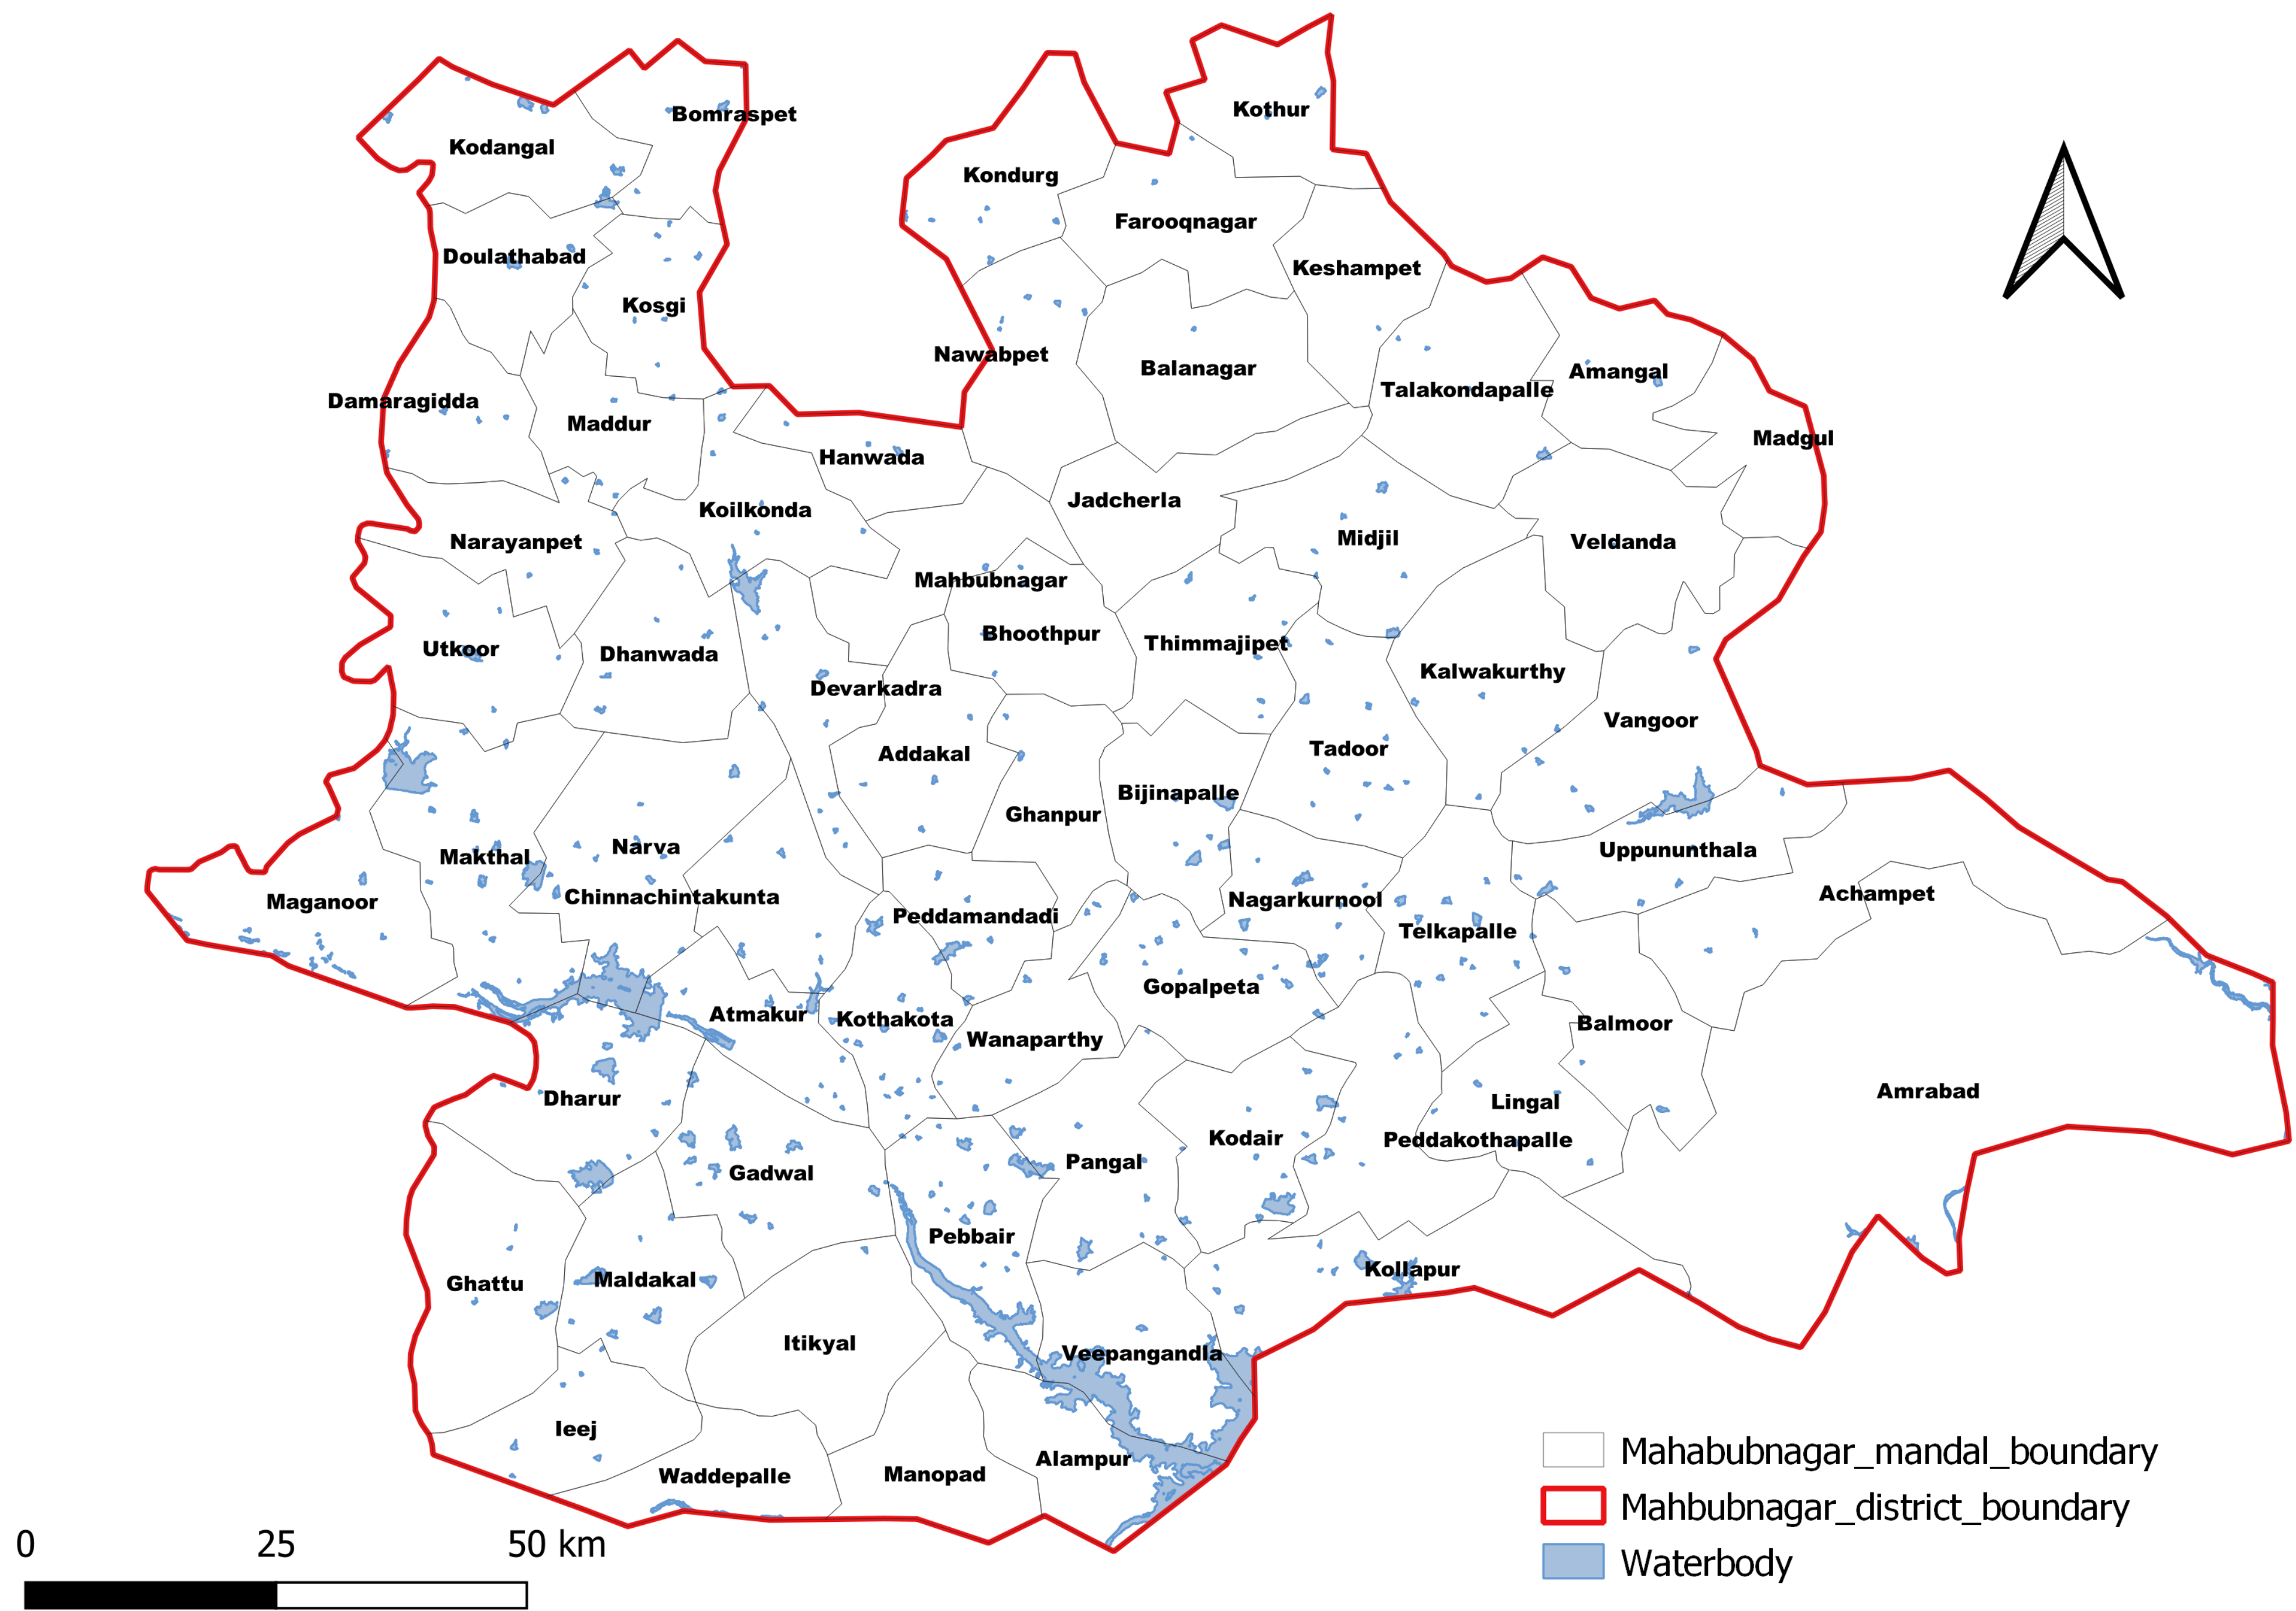 Kothur
Bomraspet
Kodangal
Kondurg
Farooqnagar
Doulathabad
Keshampet
Kosgi
Nawabpet
Balanagar
Amangal
Talakondapalle
Damaragidda
Maddur
Madgul
Hanwada
Jadcherla
Koilkonda
Midjil
Narayanpet
Veldanda
Mahbubnagar
Bhoothpur
Thimmajipet
Utkoor
Dhanwada
Kalwakurthy
Devarkadra
Vangoor
Tadoor
Addakal
Bijinapalle
Ghanpur
Narva
Uppununthala
Makthal
Achampet
Chinnachintakunta
Nagarkurnool
Maganoor
Peddamandadi
Telkapalle
Gopalpeta
Atmakur
Kothakota
Balmoor
Wanaparthy
Amrabad
Dharur
Lingal
Kodair
Peddakothapalle
Pangal
Gadwal
Pebbair
Kollapur
Maldakal
Ghattu
Itikyal
Veepangandla
Ieej
Alampur
Manopad
Waddepalle
Mahabubnagar_mandal_boundary
Mahbubnagar_district_boundary
Waterbody
0 25 50 km